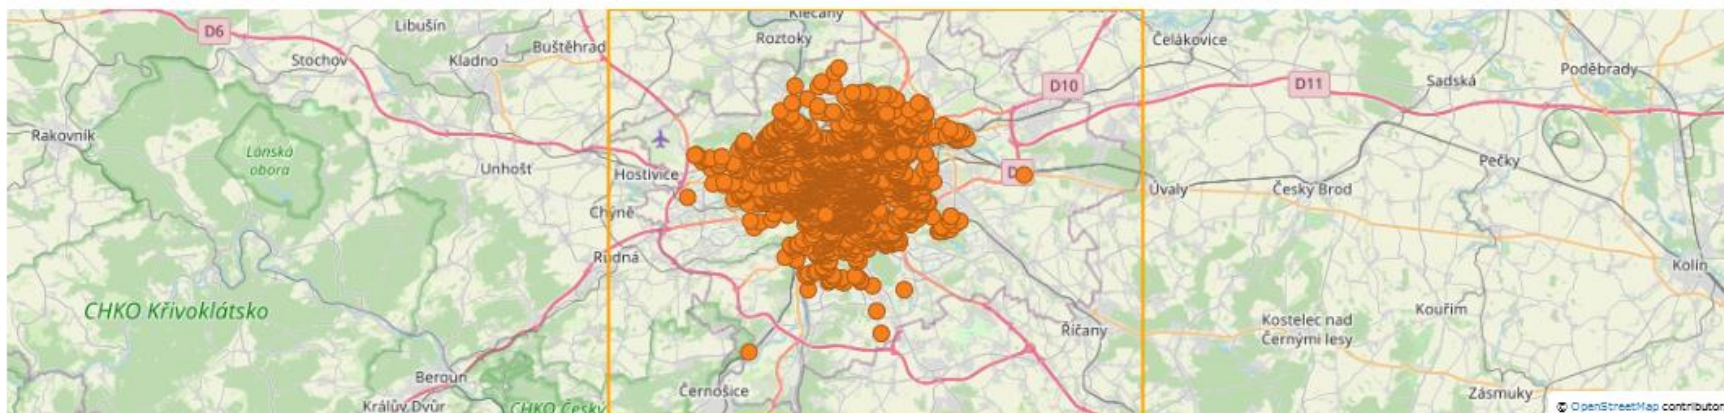 Klecany
D6
Libušín
Roztoky
Buštěhrad
Čelákovice
Stochov
Kladno
Poděbrady
D10
D11
Sadská
Rakovník
Lánská
obora
Unhošť
Hostivice
D
Pečky
Úvaly
Český Brod
Chýně
Rudná
Kolín
CHKO Křivoklátsko
Kouřim
Kostelec nad
Černými lesy
Říčany
Beroun
Černošice
Zásmuky
Králův Dvůr
CHKO Český
© OpenStreetMap contributor